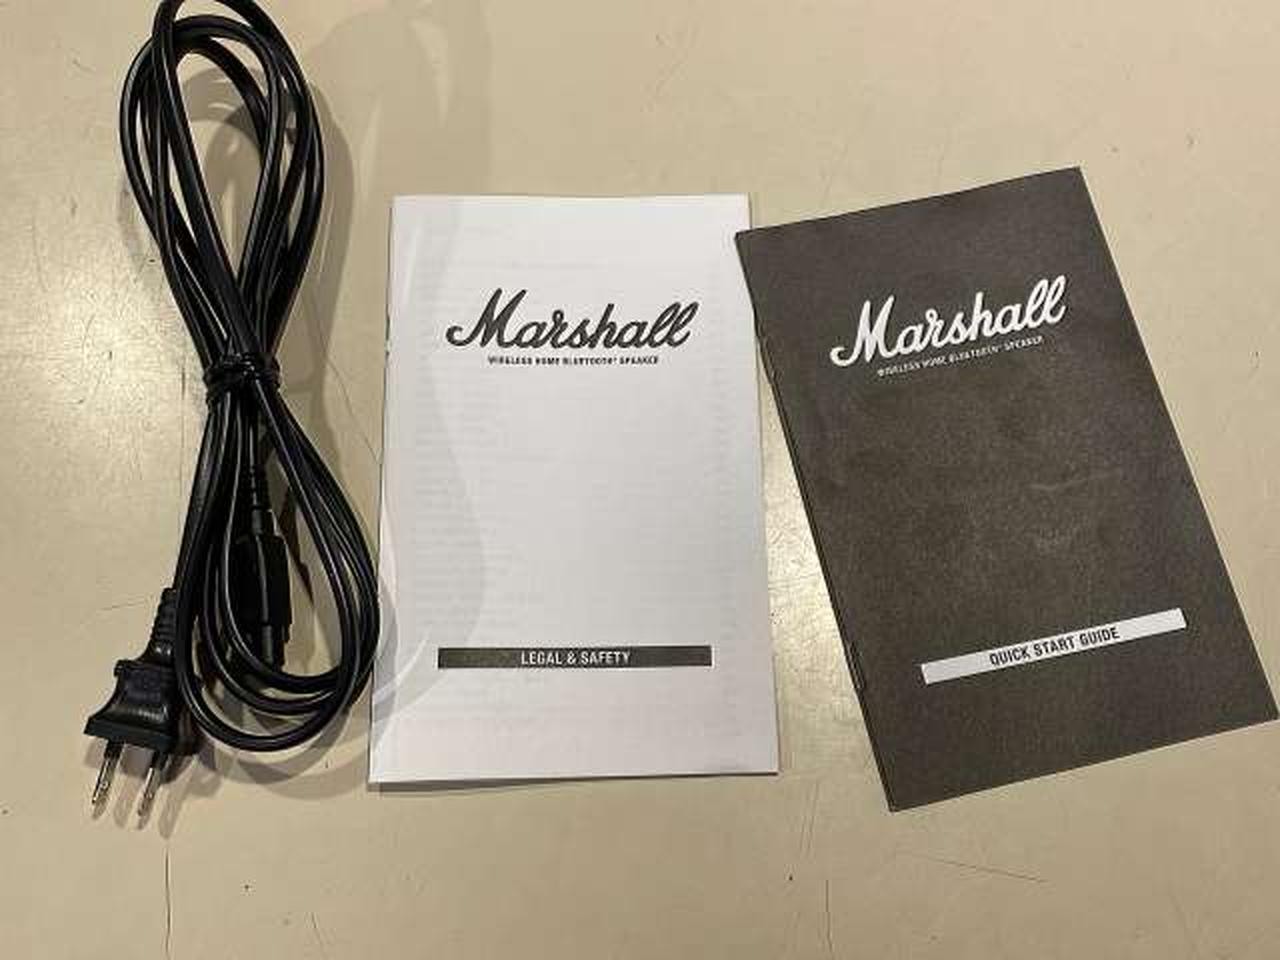 Marshall
WIRELESS HOME BLUETOOTH® SPEAKER
LEGAL & SAFETY
Marshall
WIRELESS HOME BLUETOOTH® SPEAKER
QUICK START GUIDE